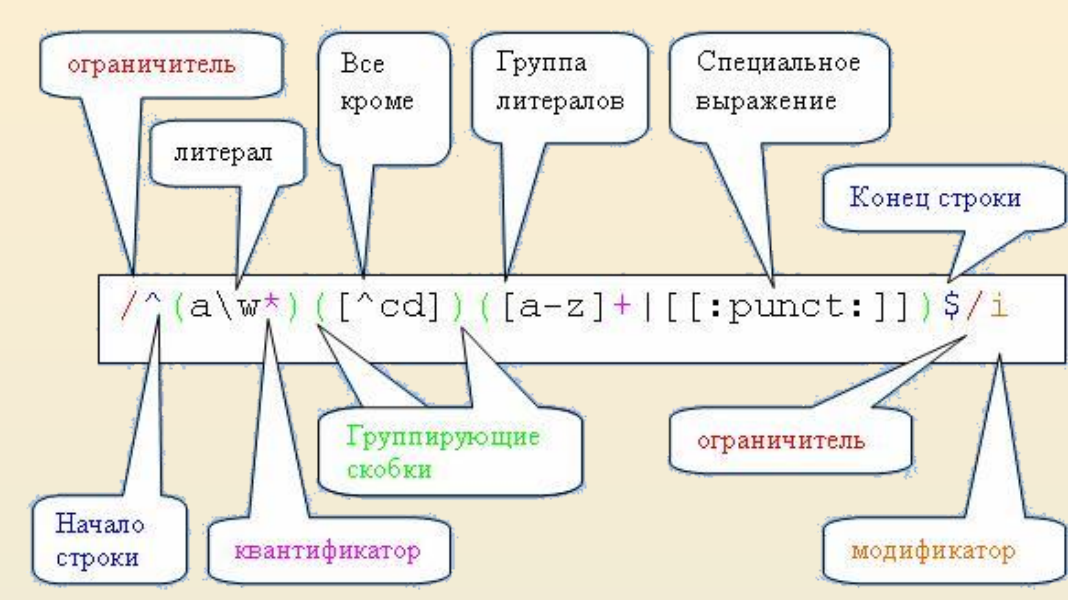 ограничитель
Все
кроме
Группа
литералов
Специальное
выражение
литерал
Конец строки
/^(a\w*)([^cd])([a-z]+|[[:punct:]])$/i
Группирующие
скобки
ограничитель
Начало
строки
квантификатор
модификатор